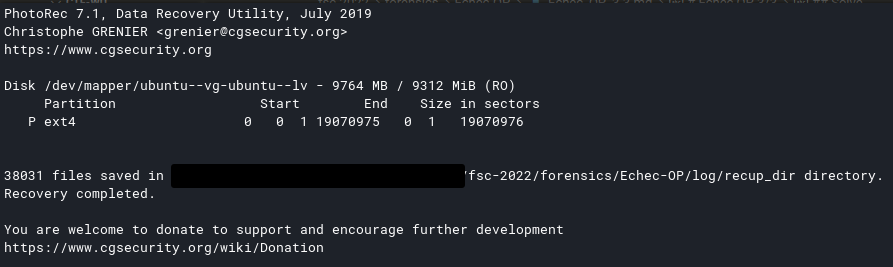 PhotoRec 7.1, Data Recovery Utility, July 2019
Christophe GRENIER <grenier@cgsecurity.org>
https://www.cgsecurity.org
Disk /dev/mapper/ubuntu--vg-ubuntu--lv - 9764 MB / 9312 MiB (RO)
Partition Start End Size in sectors
P ext4 0 0 1 19070975 0 1 19070976
38031 files saved in /fsc-2022/forensics/Echec-OP/log/recup_dir directory.
Recovery completed.
You are welcome to donate to support and encourage further development
https://www.cgsecurity.org/wiki/Donation